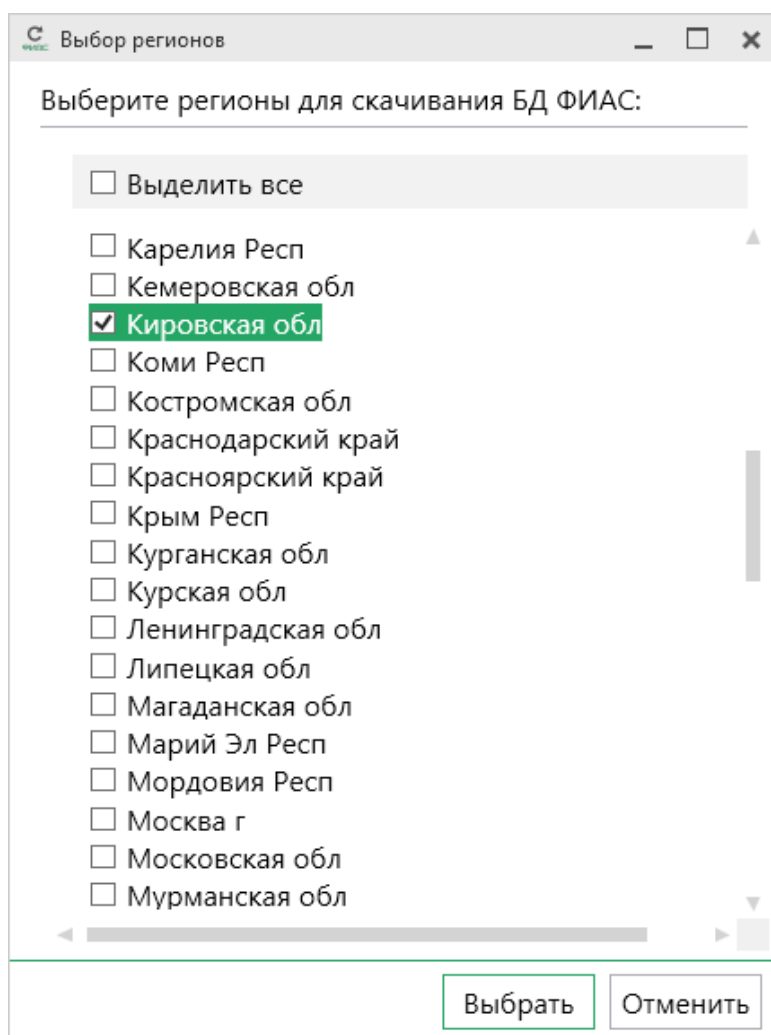 ФИАС
Выбор регионов
Выберите регионы для скачивания БД ФИАС:
Выделить все
Карелия Респ
Кемеровская обл
Кировская обл
Коми Респ
Костромская обл
Краснодарский край
Красноярский край
Крым Респ
Курганская обл
Курская обл
Ленинградская обл
Липецкая обл
Магаданская обл
Марий Эл Респ
Мордовия Респ
Москва г
Московская обл
Мурманская обл
Выбрать
Отменить